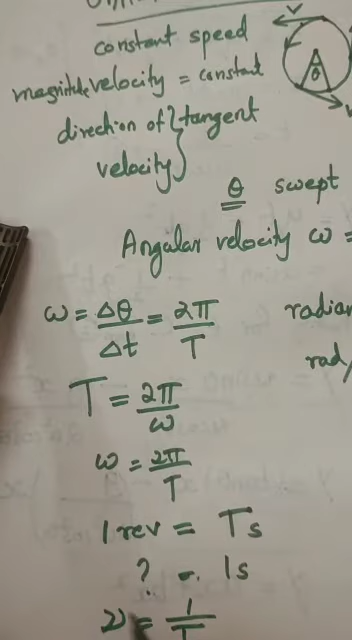 constant speed
magnitude velocity = constant
direction of } tangent
velocity
v
θ
θ swept
Angular velocity ω =
ω = Δθ/Δt = 2π/T
radian
rad/
T = 2π/ω
ω = 2π/T
1 rev = Ts
? = 1s
ν = 1/T